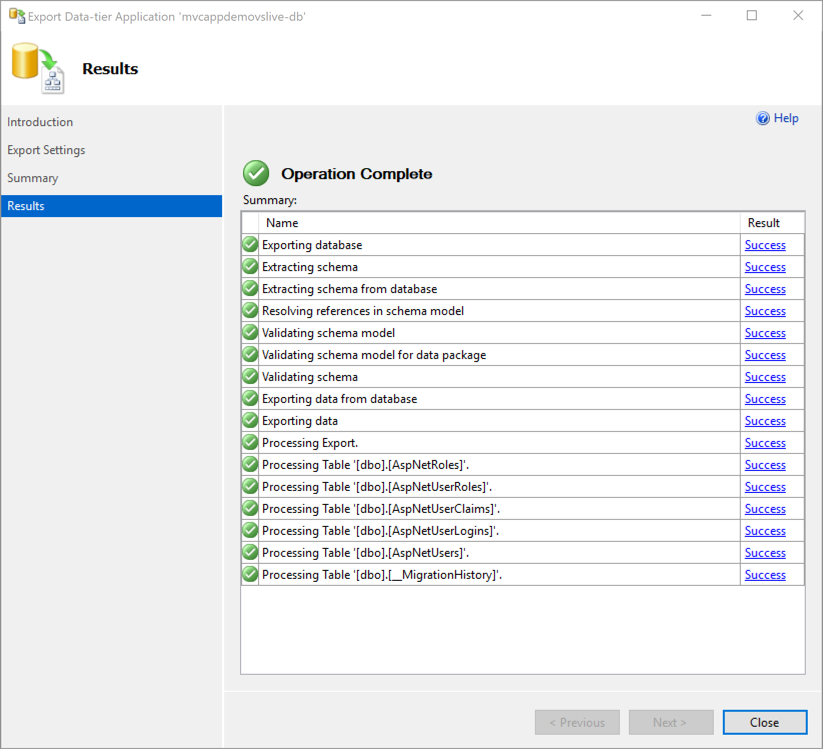 Export Data-tier Application 'mvcappdemovslive-db'
Results
Introduction
Export Settings
Summary
Results
Help
Operation Complete
Summary:
Name Result
Exporting database Success
Extracting schema Success
Extracting schema from database Success
Resolving references in schema model Success
Validating schema model Success
Validating schema model for data package Success
Validating schema Success
Exporting data from database Success
Exporting data Success
Processing Export. Success
Processing Table '[dbo].[AspNetRoles]'. Success
Processing Table '[dbo].[AspNetUserRoles]'. Success
Processing Table '[dbo].[AspNetUserClaims]'. Success
Processing Table '[dbo].[AspNetUserLogins]'. Success
Processing Table '[dbo].[AspNetUsers]'. Success
Processing Table '[dbo].[__MigrationHistory]'. Success
< Previous Next > Close